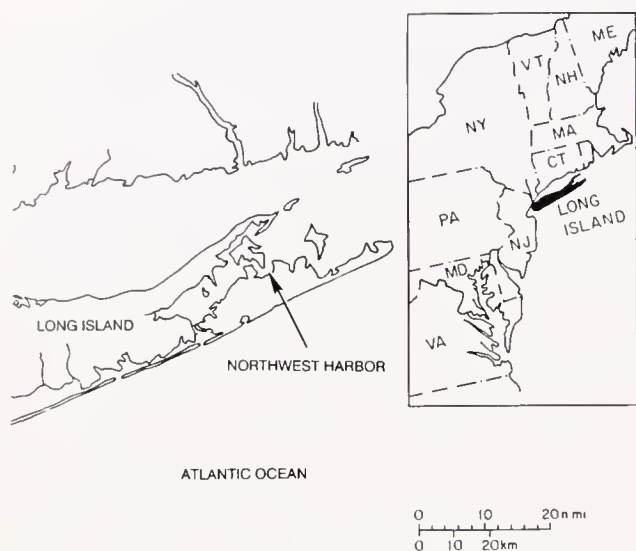 ME
VT
NH
NY
MA
CT
LONG
ISLAND
PA
NJ
MD
VA
LONG ISLAND
NORTHWEST HARBOR
ATLANTIC OCEAN
0 10 20 n mi
0 10 20 km